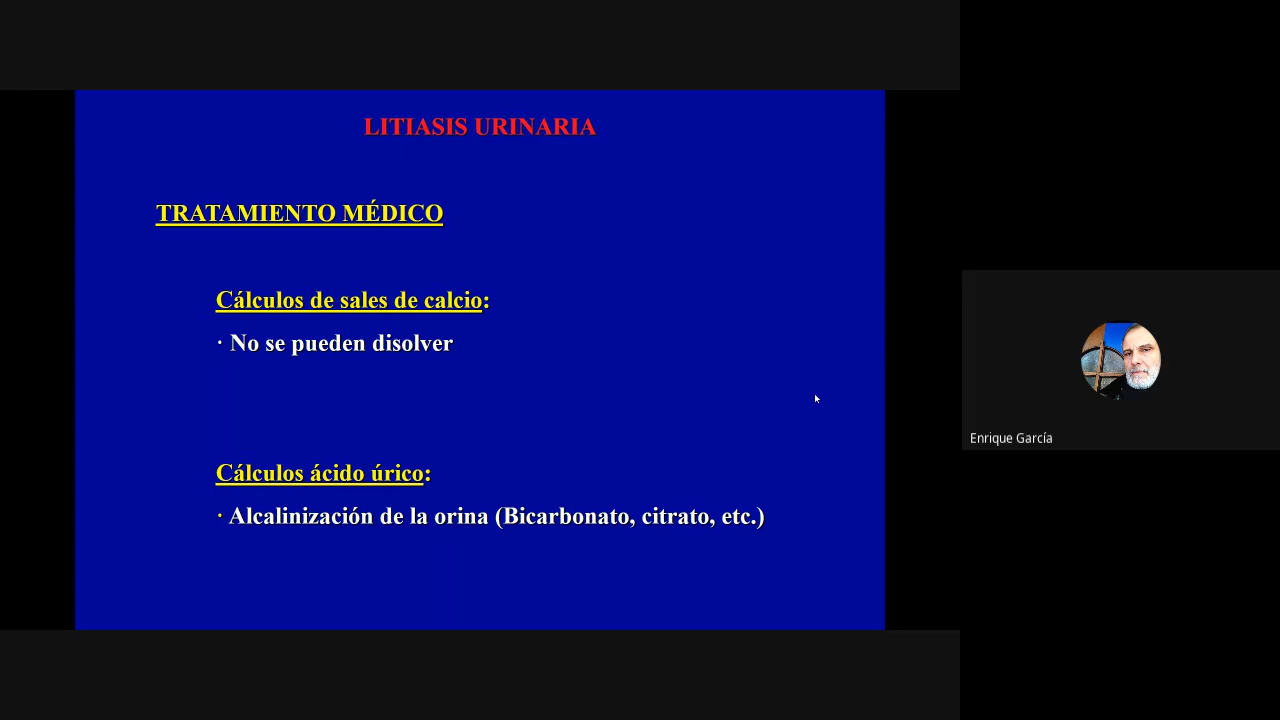 LITIASIS URINARIA
TRATAMIENTO MÉDICO
Cálculos de sales de calcio:
· No se pueden disolver
Cálculos ácido úrico:
· Alcalinización de la orina (Bicarbonato, citrato, etc.)
Enrique García